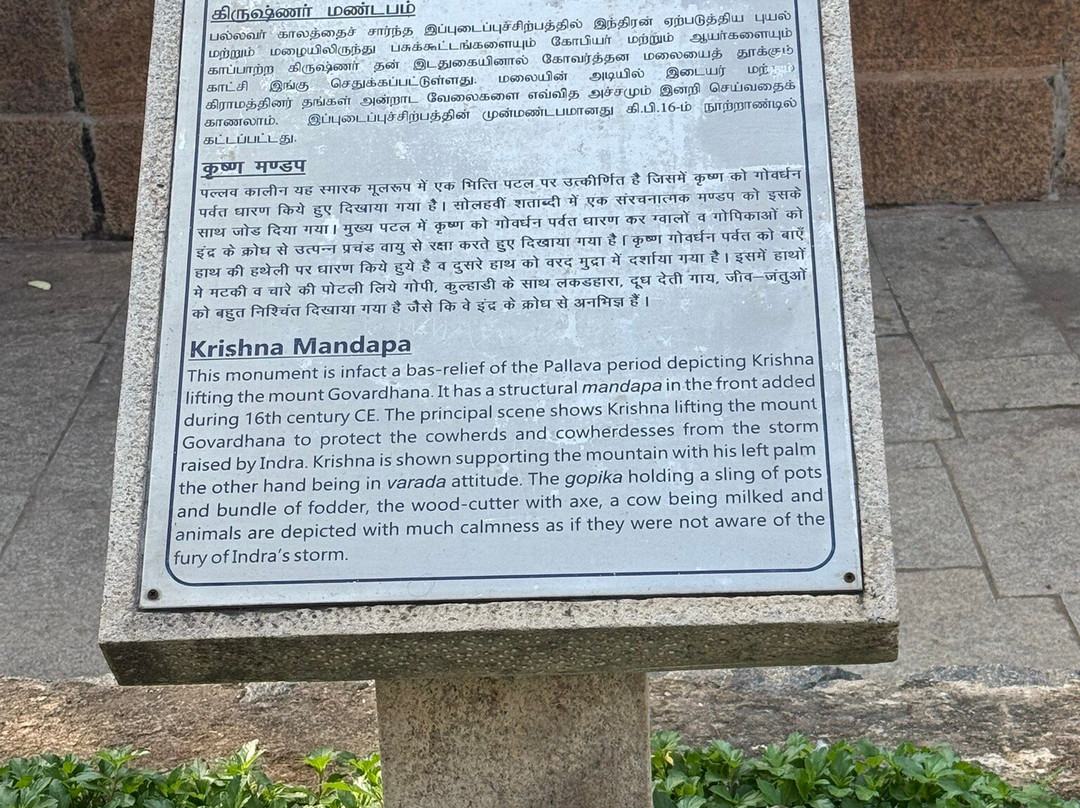 கிருஷ்ணர் மண்டபம்
பல்லவர் காலத்தைச் சார்ந்த இப்புடைப்புச்சிற்பத்தில் இந்திரன் ஏற்படுத்திய புயல்
மற்றும் மழையிலிருந்து பசுக்கூட்டங்களையும் கோபியர் மற்றும் ஆயர்களையும்
காப்பாற்ற கிருஷ்ணர் தன் இடதுகையினால் கோவர்த்தன மலையைத் தூக்கும்
காட்சி இங்கு செதுக்கப்பட்டுள்ளது. மலையின் அடியில் இடையர்
கிராமத்தினர் தங்கள் அன்றாட வேலைகளை எவ்வித அச்சமும் இன்றி செய்வதைக்
காணலாம். இப்புடைப்புச்சிற்பத்தின் முன்மண்டபமானது கி.பி.16-ம் நூற்றாண்டில்
கட்டப்பட்டது.
कृष्ण मण्डप
पल्लव कालीन यह स्मारक मूलरूप में एक भित्ति पटल पर उत्कीर्णित है जिसमें कृष्ण को गोवर्धन
पर्वत धारण किये हुए दिखाया गया है। सोलहवीं शताब्दी में एक संरचनात्मक मण्डप को इसके
साथ जोड दिया गया। मुख्य पटल में कृष्ण को गोवर्धन पर्वत धारण कर ग्वालों व गोपिकाओं को
इंद्र के क्रोध से उत्पन्न प्रचंड वायु से रक्षा करते हुए दिखाया गया है। कृष्ण गोवर्धन पर्वत को बाएँ
हाथ की हथेली पर धारण किये हुये है व दुसरे हाथ को वरद मुद्रा में दर्शाया गया है। इसमें हाथों
मे मटकी व चारे की पोटली लिये गोपी, कुल्हाडी के साथ लकडहारा, दूध देती गाय, जीव–जंतुओं
को बहुत निश्चिंत दिखाया गया है जैसे कि वे इंद्र के क्रोध से अनभिज्ञ हैं।
Krishna Mandapa
This monument is infact a bas-relief of the Pallava period depicting Krishna
lifting the mount Govardhana. It has a structural mandapa in the front added
during 16th century CE. The principal scene shows Krishna lifting the mount
Govardhana to protect the cowherds and cowherdesses from the storm
raised by Indra. Krishna is shown supporting the mountain with his left palm
the other hand being in varada attitude. The gopika holding a sling of pots
and bundle of fodder, the wood-cutter with axe, a cow being milked and
animals are depicted with much calmness as if they were not aware of the
fury of Indra's storm.